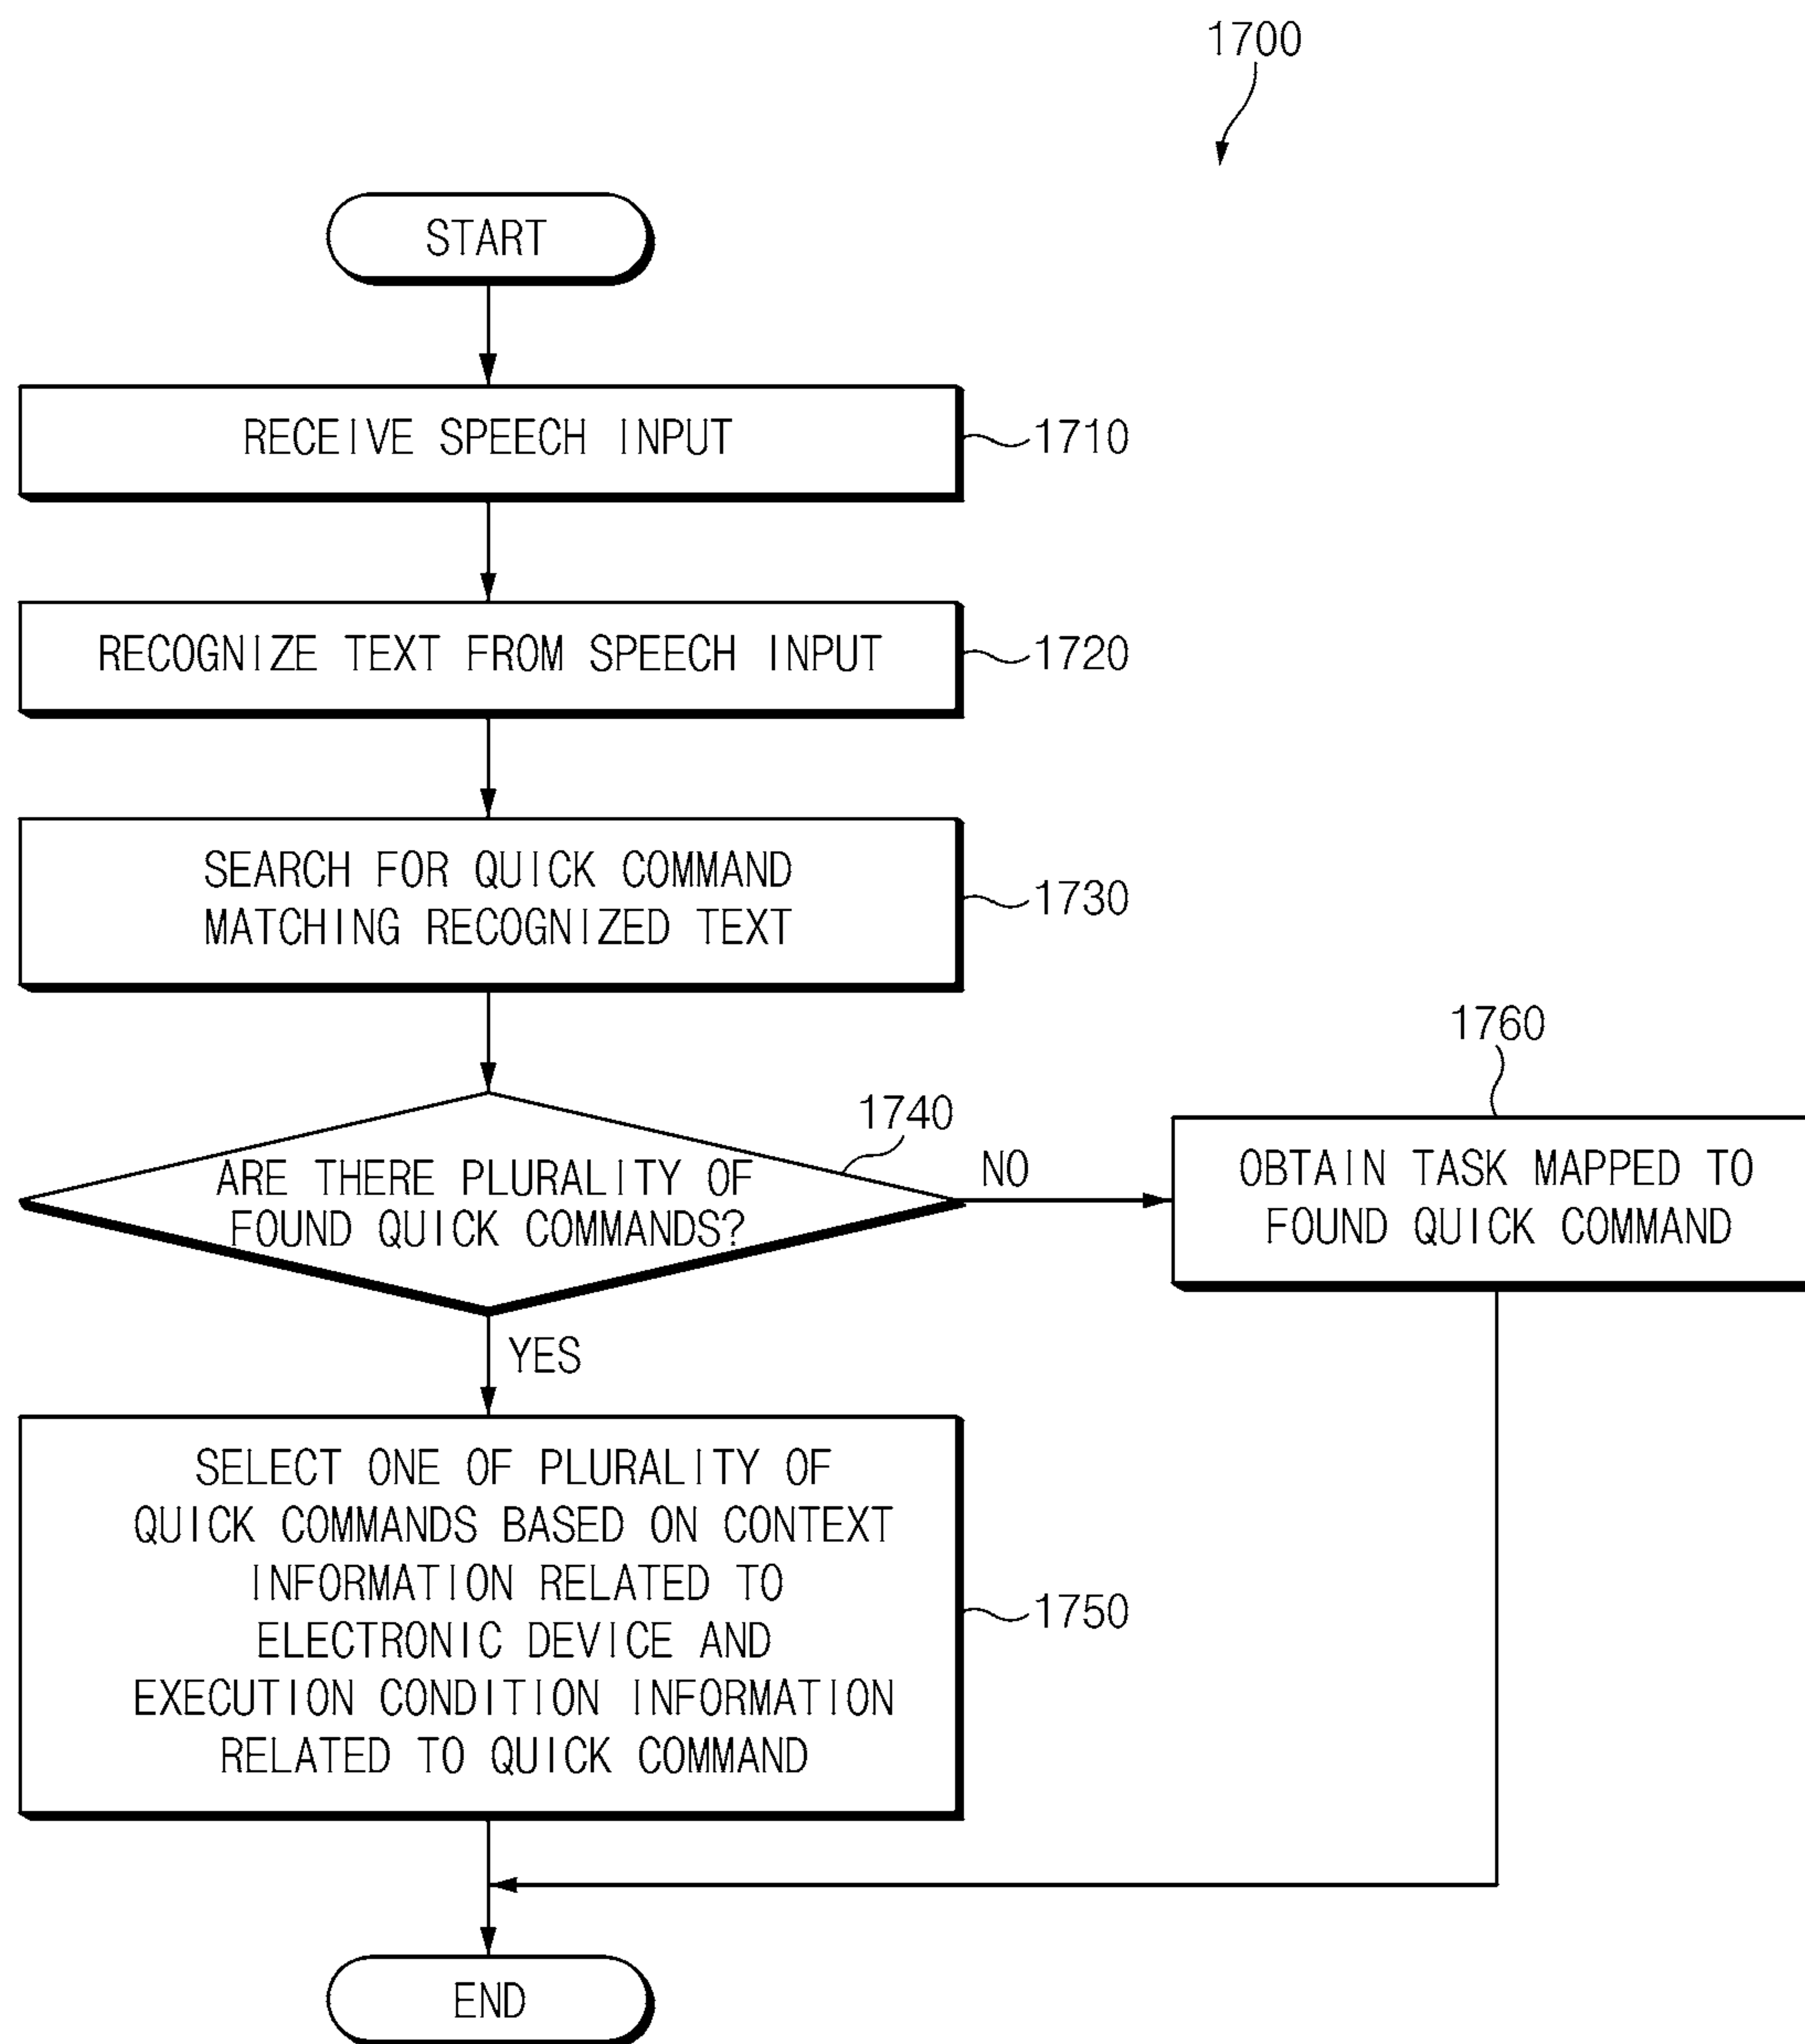 1700
START
RECEIVE SPEECH INPUT
1710
RECOGNIZE TEXT FROM SPEECH INPUT
1720
SEARCH FOR QUICK COMMAND
MATCHING RECOGNIZED TEXT
1730
1740
ARE THERE PLURALITY OF
FOUND QUICK COMMANDS?
NO
1760
OBTAIN TASK MAPPED TO
FOUND QUICK COMMAND
YES
SELECT ONE OF PLURALITY OF
QUICK COMMANDS BASED ON CONTEXT
INFORMATION RELATED TO
ELECTRONIC DEVICE AND
EXECUTION CONDITION INFORMATION
RELATED TO QUICK COMMAND
1750
END